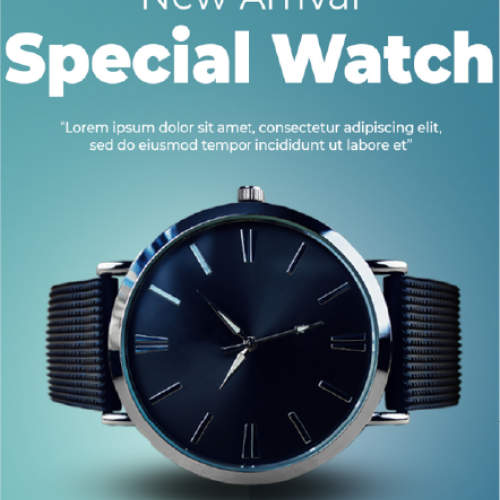 New Arrival
Special Watch
“Lorem ipsum dolor sit amet, consectetur adipiscing elit,
sed do eiusmod tempor incididunt ut labore et”